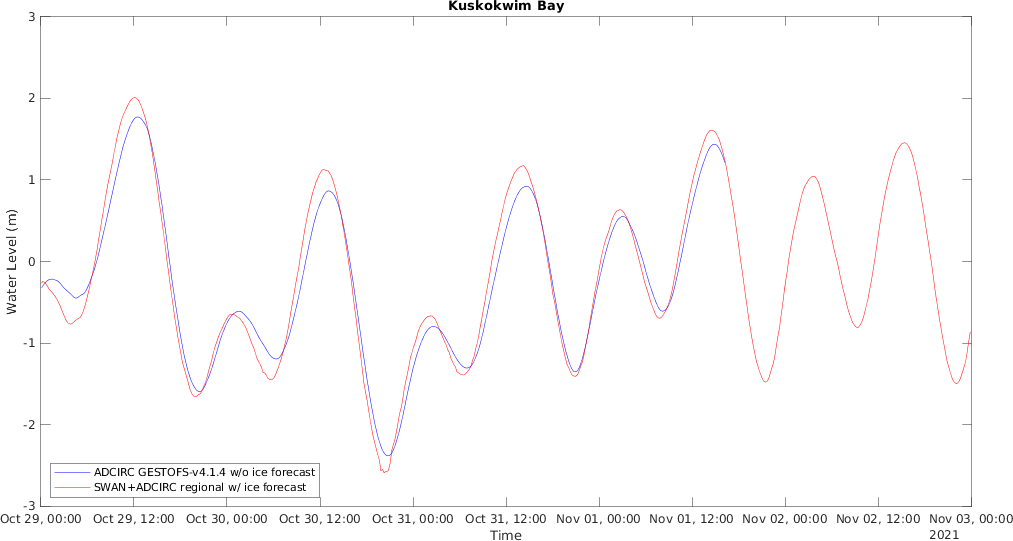 Kuskokwim Bay
3
2
1
0
-1
-2
-3
Water Level (m)
ADCIRC GESTOFS-v4.1.4 w/o ice forecast
SWAN+ADCIRC regional w/ ice forecast
Oct 29, 00:00 Oct 29, 12:00 Oct 30, 00:00 Oct 30, 12:00 Oct 31, 00:00 Oct 31, 12:00 Nov 01, 00:00 Nov 01, 12:00 Nov 02, 00:00 Nov 02, 12:00 Nov 03, 00:00
Time
2021